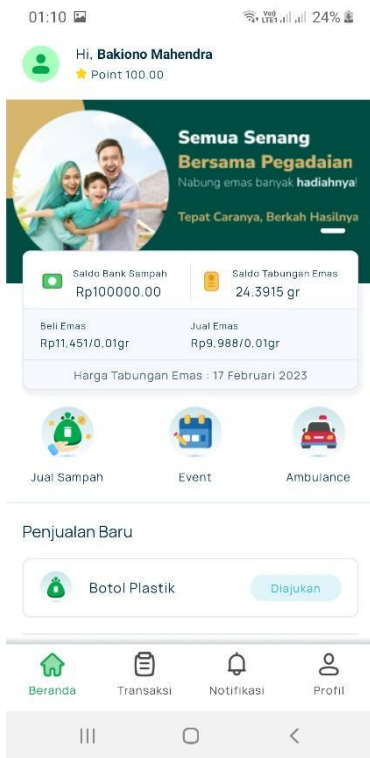 01:10 24%
Hi, Bakiono Mahendra
Point 100.00
Semua Senang
Bersama Pegadaian
Nabung emas banyak hadiahnya!
Tepat Caranya, Berkah Hasilnya
Saldo Bank Sampah Saldo Tabungan Emas
Rp100000.00 24.3915 gr
Beli Emas Jual Emas
Rp11,451/0,01gr Rp9,988/0,01gr
Harga Tabungan Emas : 17 Februari 2023
Jual Sampah Event Ambulance
Penjualan Baru
Botol Plastik Diajukan
Beranda Transaksi Notifikasi Profil